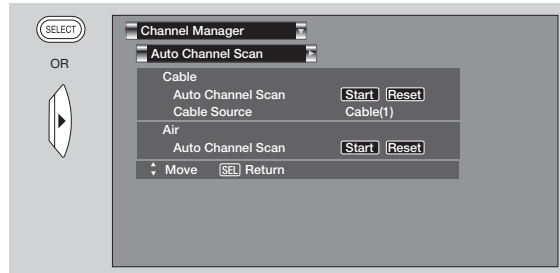 SELECT
OR
Channel Manager
Auto Channel Scan
Cable
Auto Channel Scan Start Reset
Cable Source Cable(1)
Air
Auto Channel Scan Start Reset
Move SEL Return